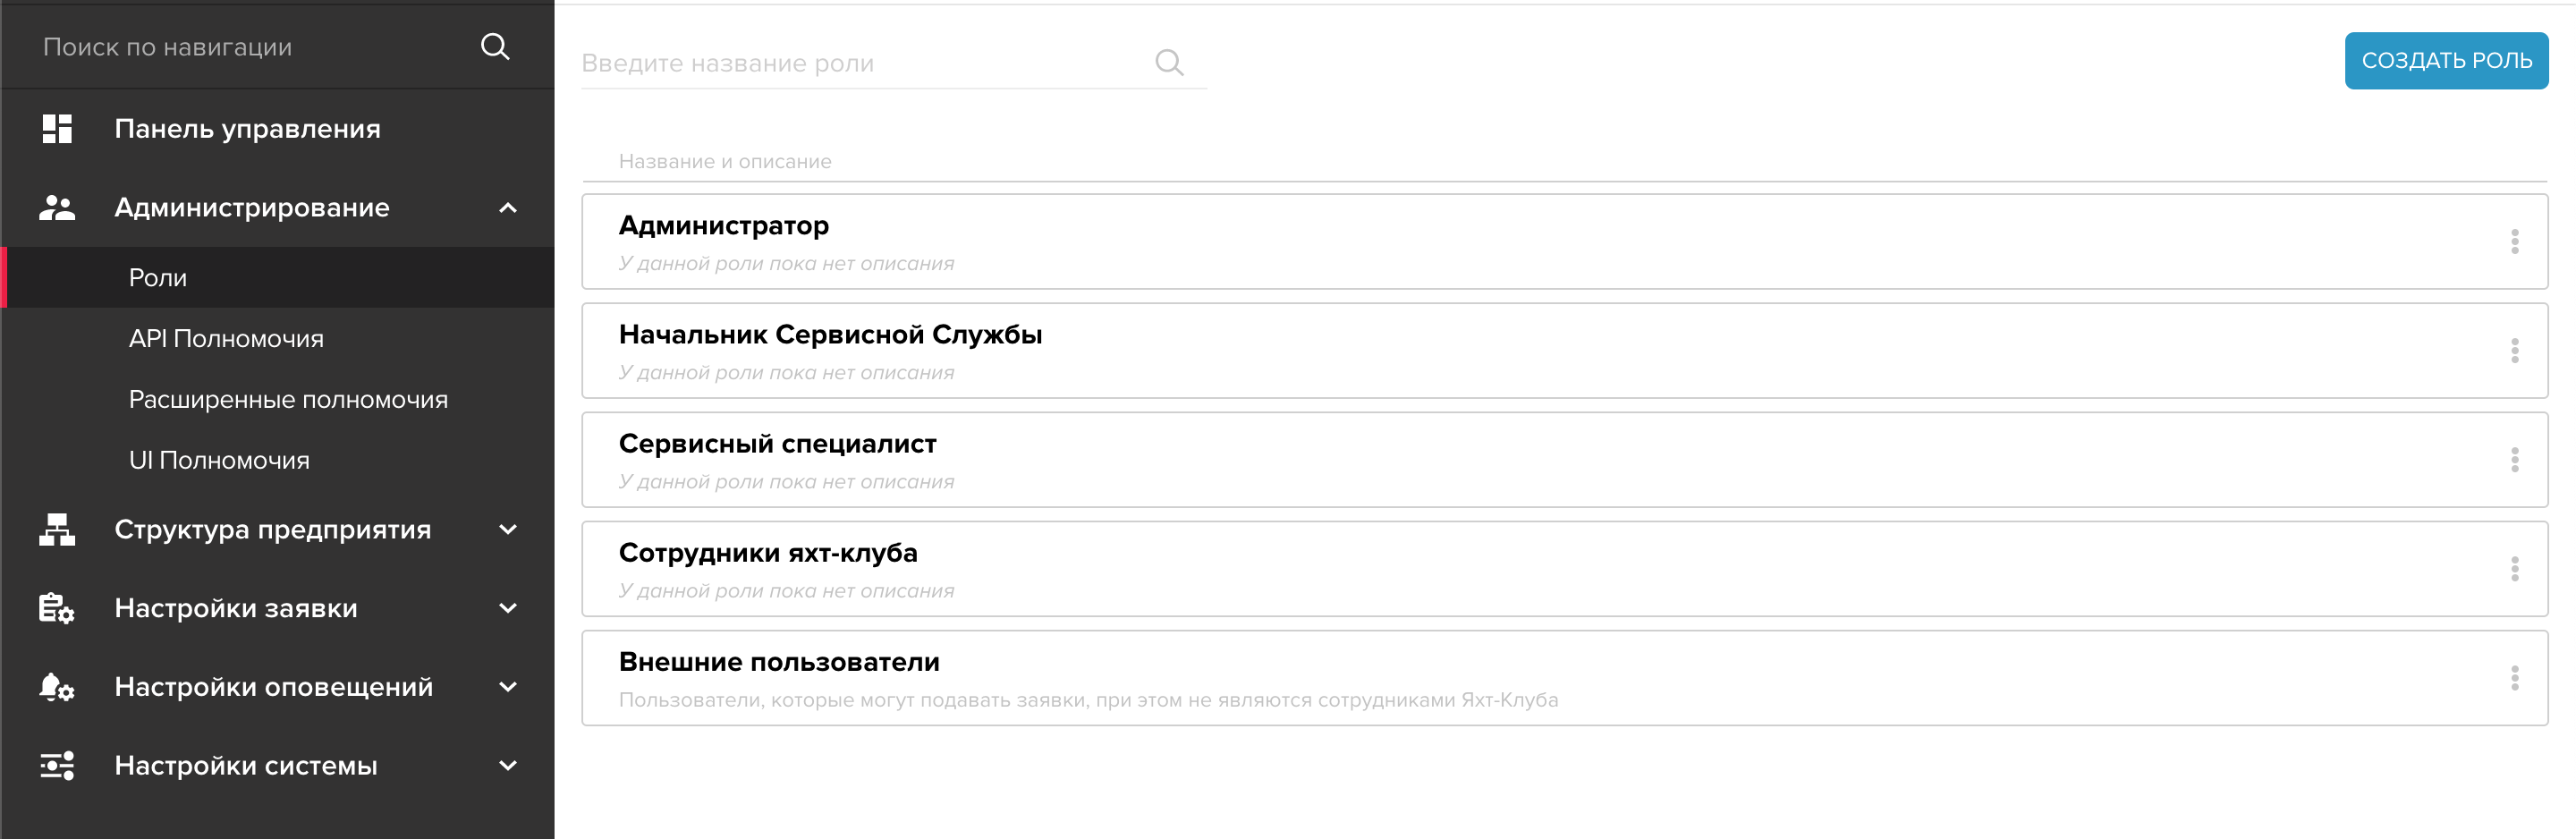 Поиск по навигации
Панель управления
Администрирование
Роли
API Полномочия
Расширенные полномочия
UI Полномочия
Структура предприятия
Настройки заявки
Настройки оповещений
Настройки системы
Введите название роли
СОЗДАТЬ РОЛЬ
Название и описание
Администратор
У данной роли пока нет описания
Начальник Сервисной Службы
У данной роли пока нет описания
Сервисный специалист
У данной роли пока нет описания
Сотрудники яхт-клуба
У данной роли пока нет описания
Внешние пользователи
Пользователи, которые могут подавать заявки, при этом не являются сотрудниками Яхт-Клуба